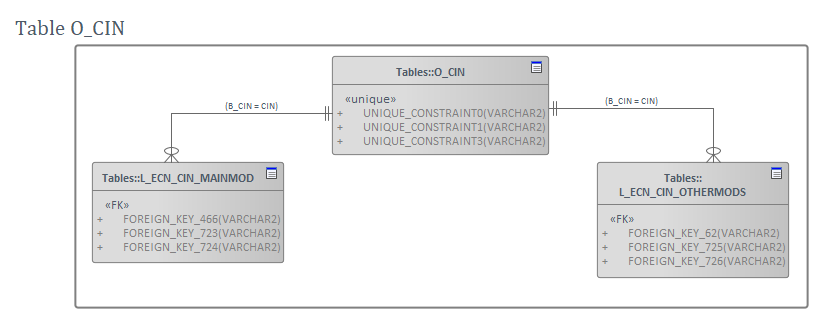 Table O_CIN
Tables::O_CIN
«unique»
+ UNIQUE_CONSTRAINT0(VARCHAR2)
+ UNIQUE_CONSTRAINT1(VARCHAR2)
+ UNIQUE_CONSTRAINT3(VARCHAR2)
(B_CIN = CIN)
(B_CIN = CIN)
Tables::L_ECN_CIN_MAINMOD
«FK»
+ FOREIGN_KEY_466(VARCHAR2)
+ FOREIGN_KEY_723(VARCHAR2)
+ FOREIGN_KEY_724(VARCHAR2)
Tables::
L_ECN_CIN_OTHERMODS
«FK»
+ FOREIGN_KEY_62(VARCHAR2)
+ FOREIGN_KEY_725(VARCHAR2)
+ FOREIGN_KEY_726(VARCHAR2)